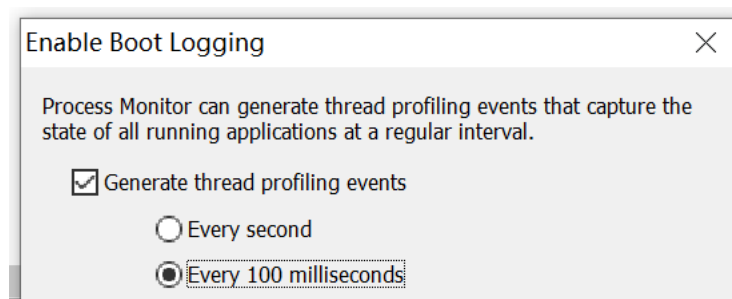 Enable Boot Logging
Process Monitor can generate thread profiling events that capture the
state of all running applications at a regular interval.
Generate thread profiling events
Every second
Every 100 milliseconds